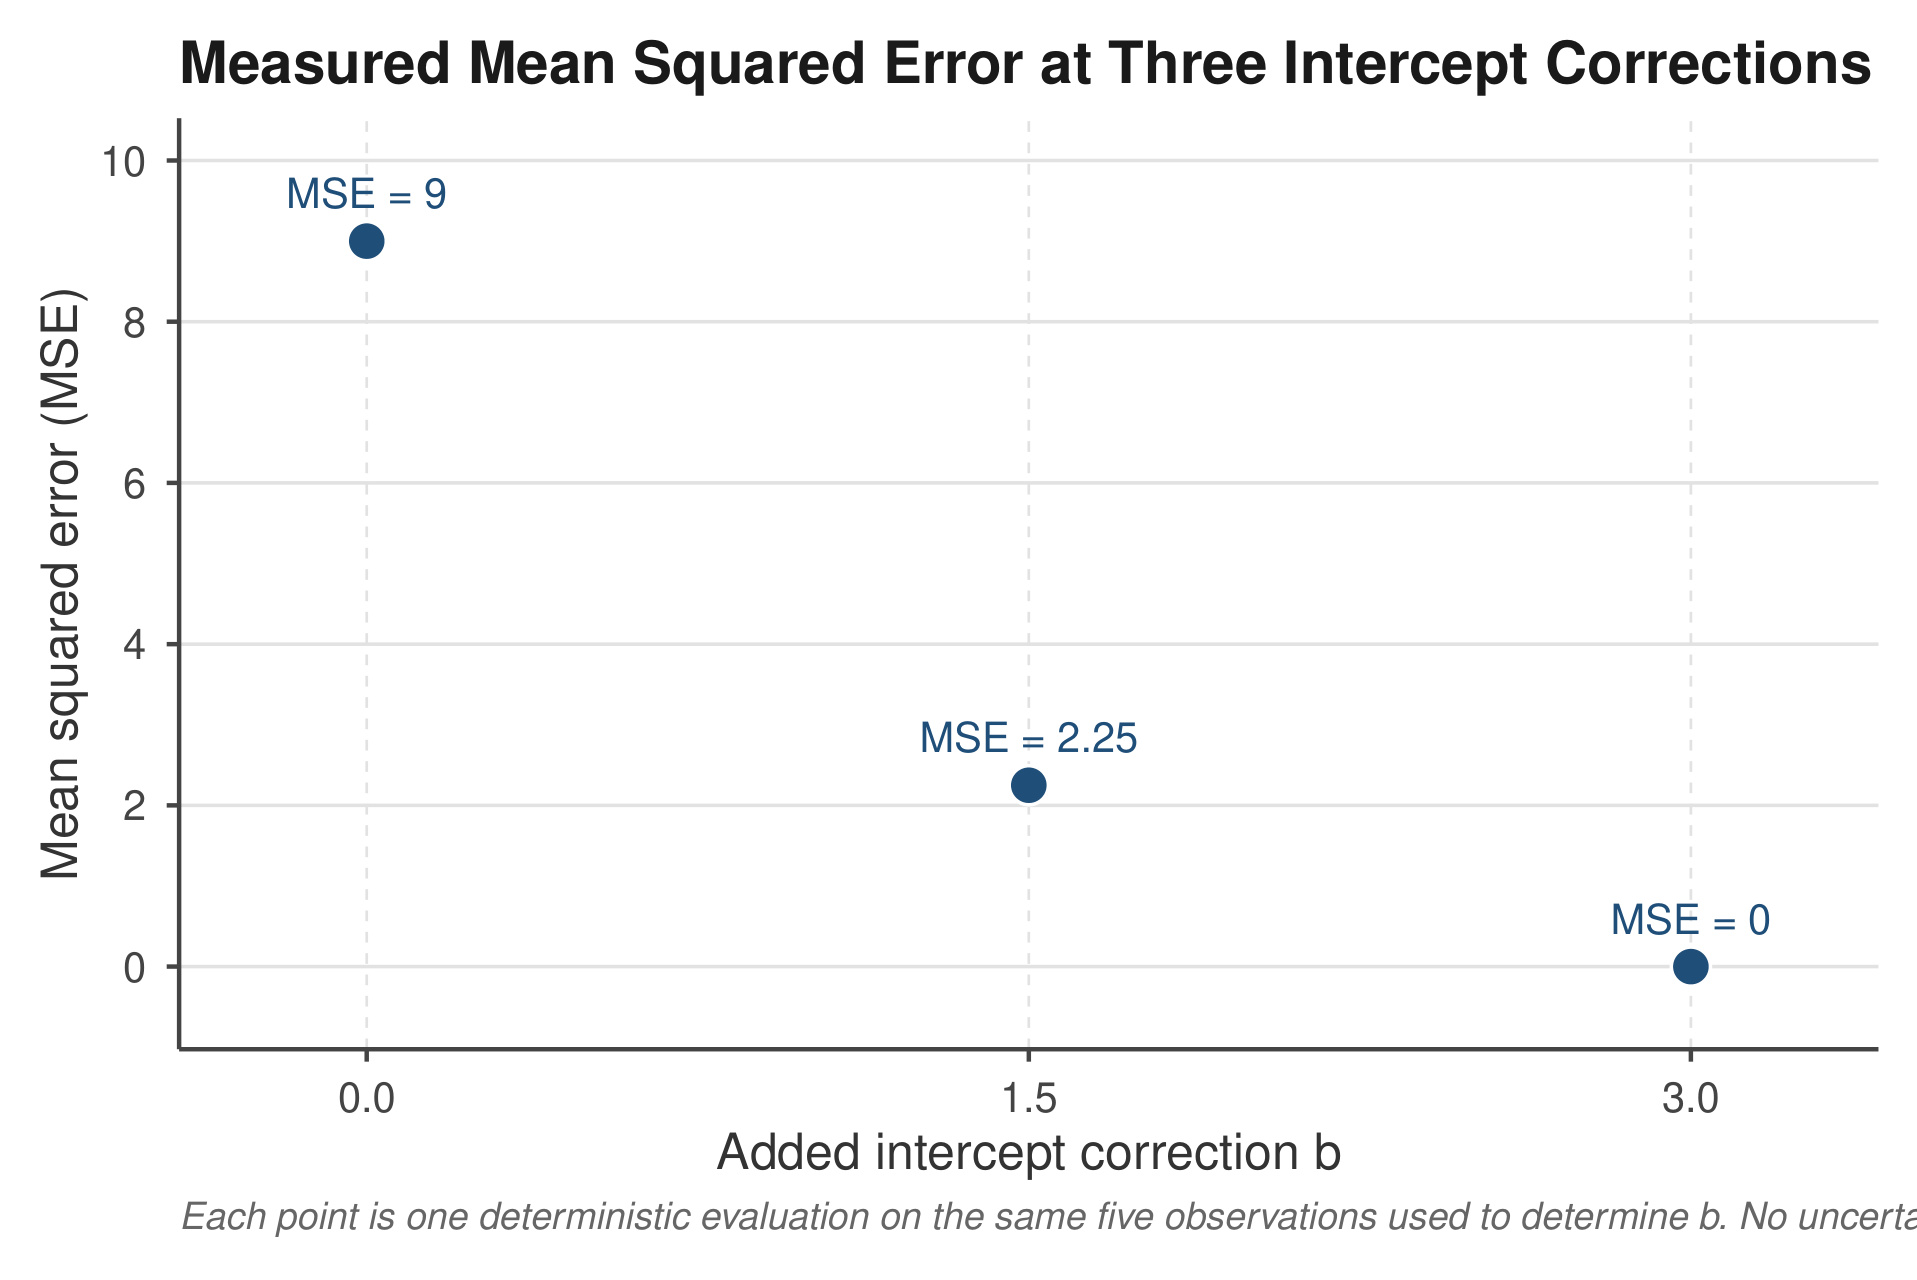 Measured Mean Squared Error at Three Intercept Corrections
Mean squared error (MSE)
10
8
6
4
2
0
MSE = 9
MSE = 2.25
MSE = 0
0.0 1.5 3.0
Added intercept correction b
Each point is one deterministic evaluation on the same five observations used to determine b. No